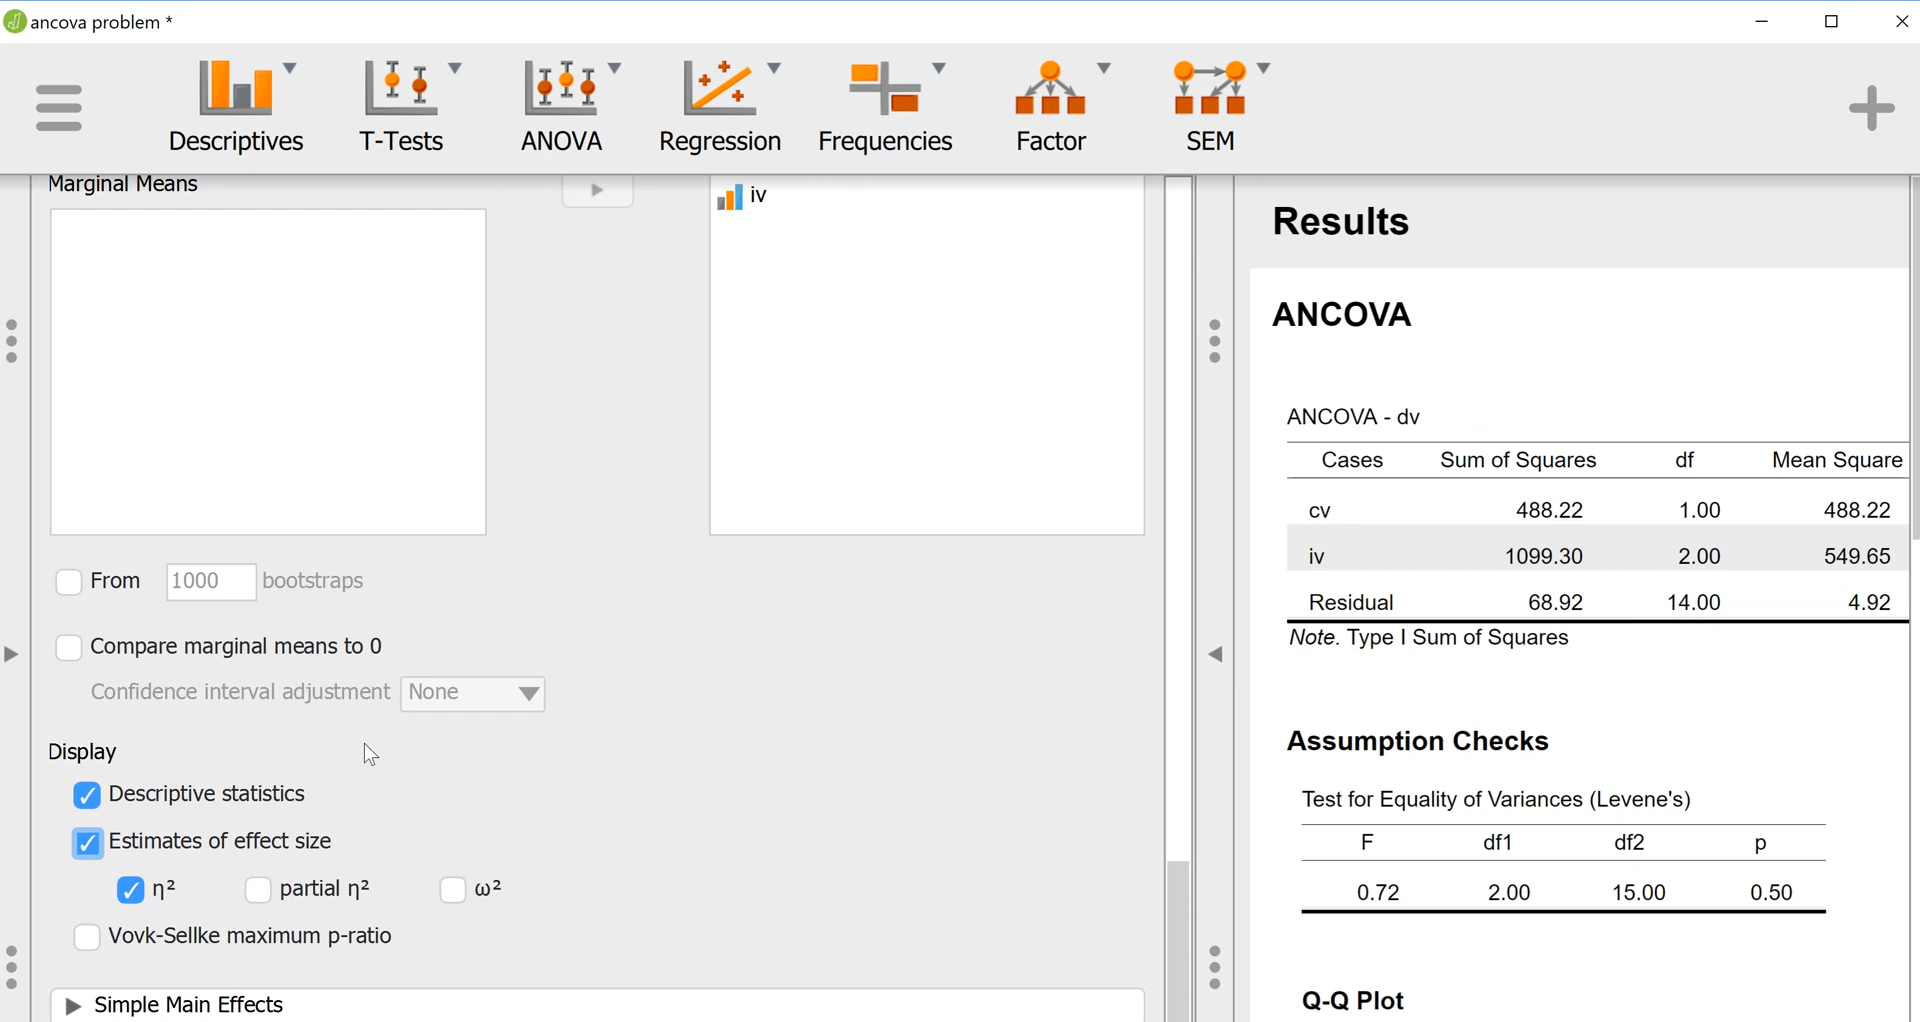 ancova problem *
Descriptives T-Tests ANOVA Regression Frequencies Factor SEM
Marginal Means
iv
From 1000 bootstraps
Compare marginal means to 0
Confidence interval adjustment None
Display
Descriptive statistics
Estimates of effect size
η² partial η² ω²
Vovk-Sellke maximum p-ratio
Simple Main Effects
Results
ANCOVA
ANCOVA - dv
Cases Sum of Squares df Mean Square
cv 488.22 1.00 488.22
iv 1099.30 2.00 549.65
Residual 68.92 14.00 4.92
Note. Type I Sum of Squares
Assumption Checks
Test for Equality of Variances (Levene's)
F df1 df2 p
0.72 2.00 15.00 0.50
Q-Q Plot